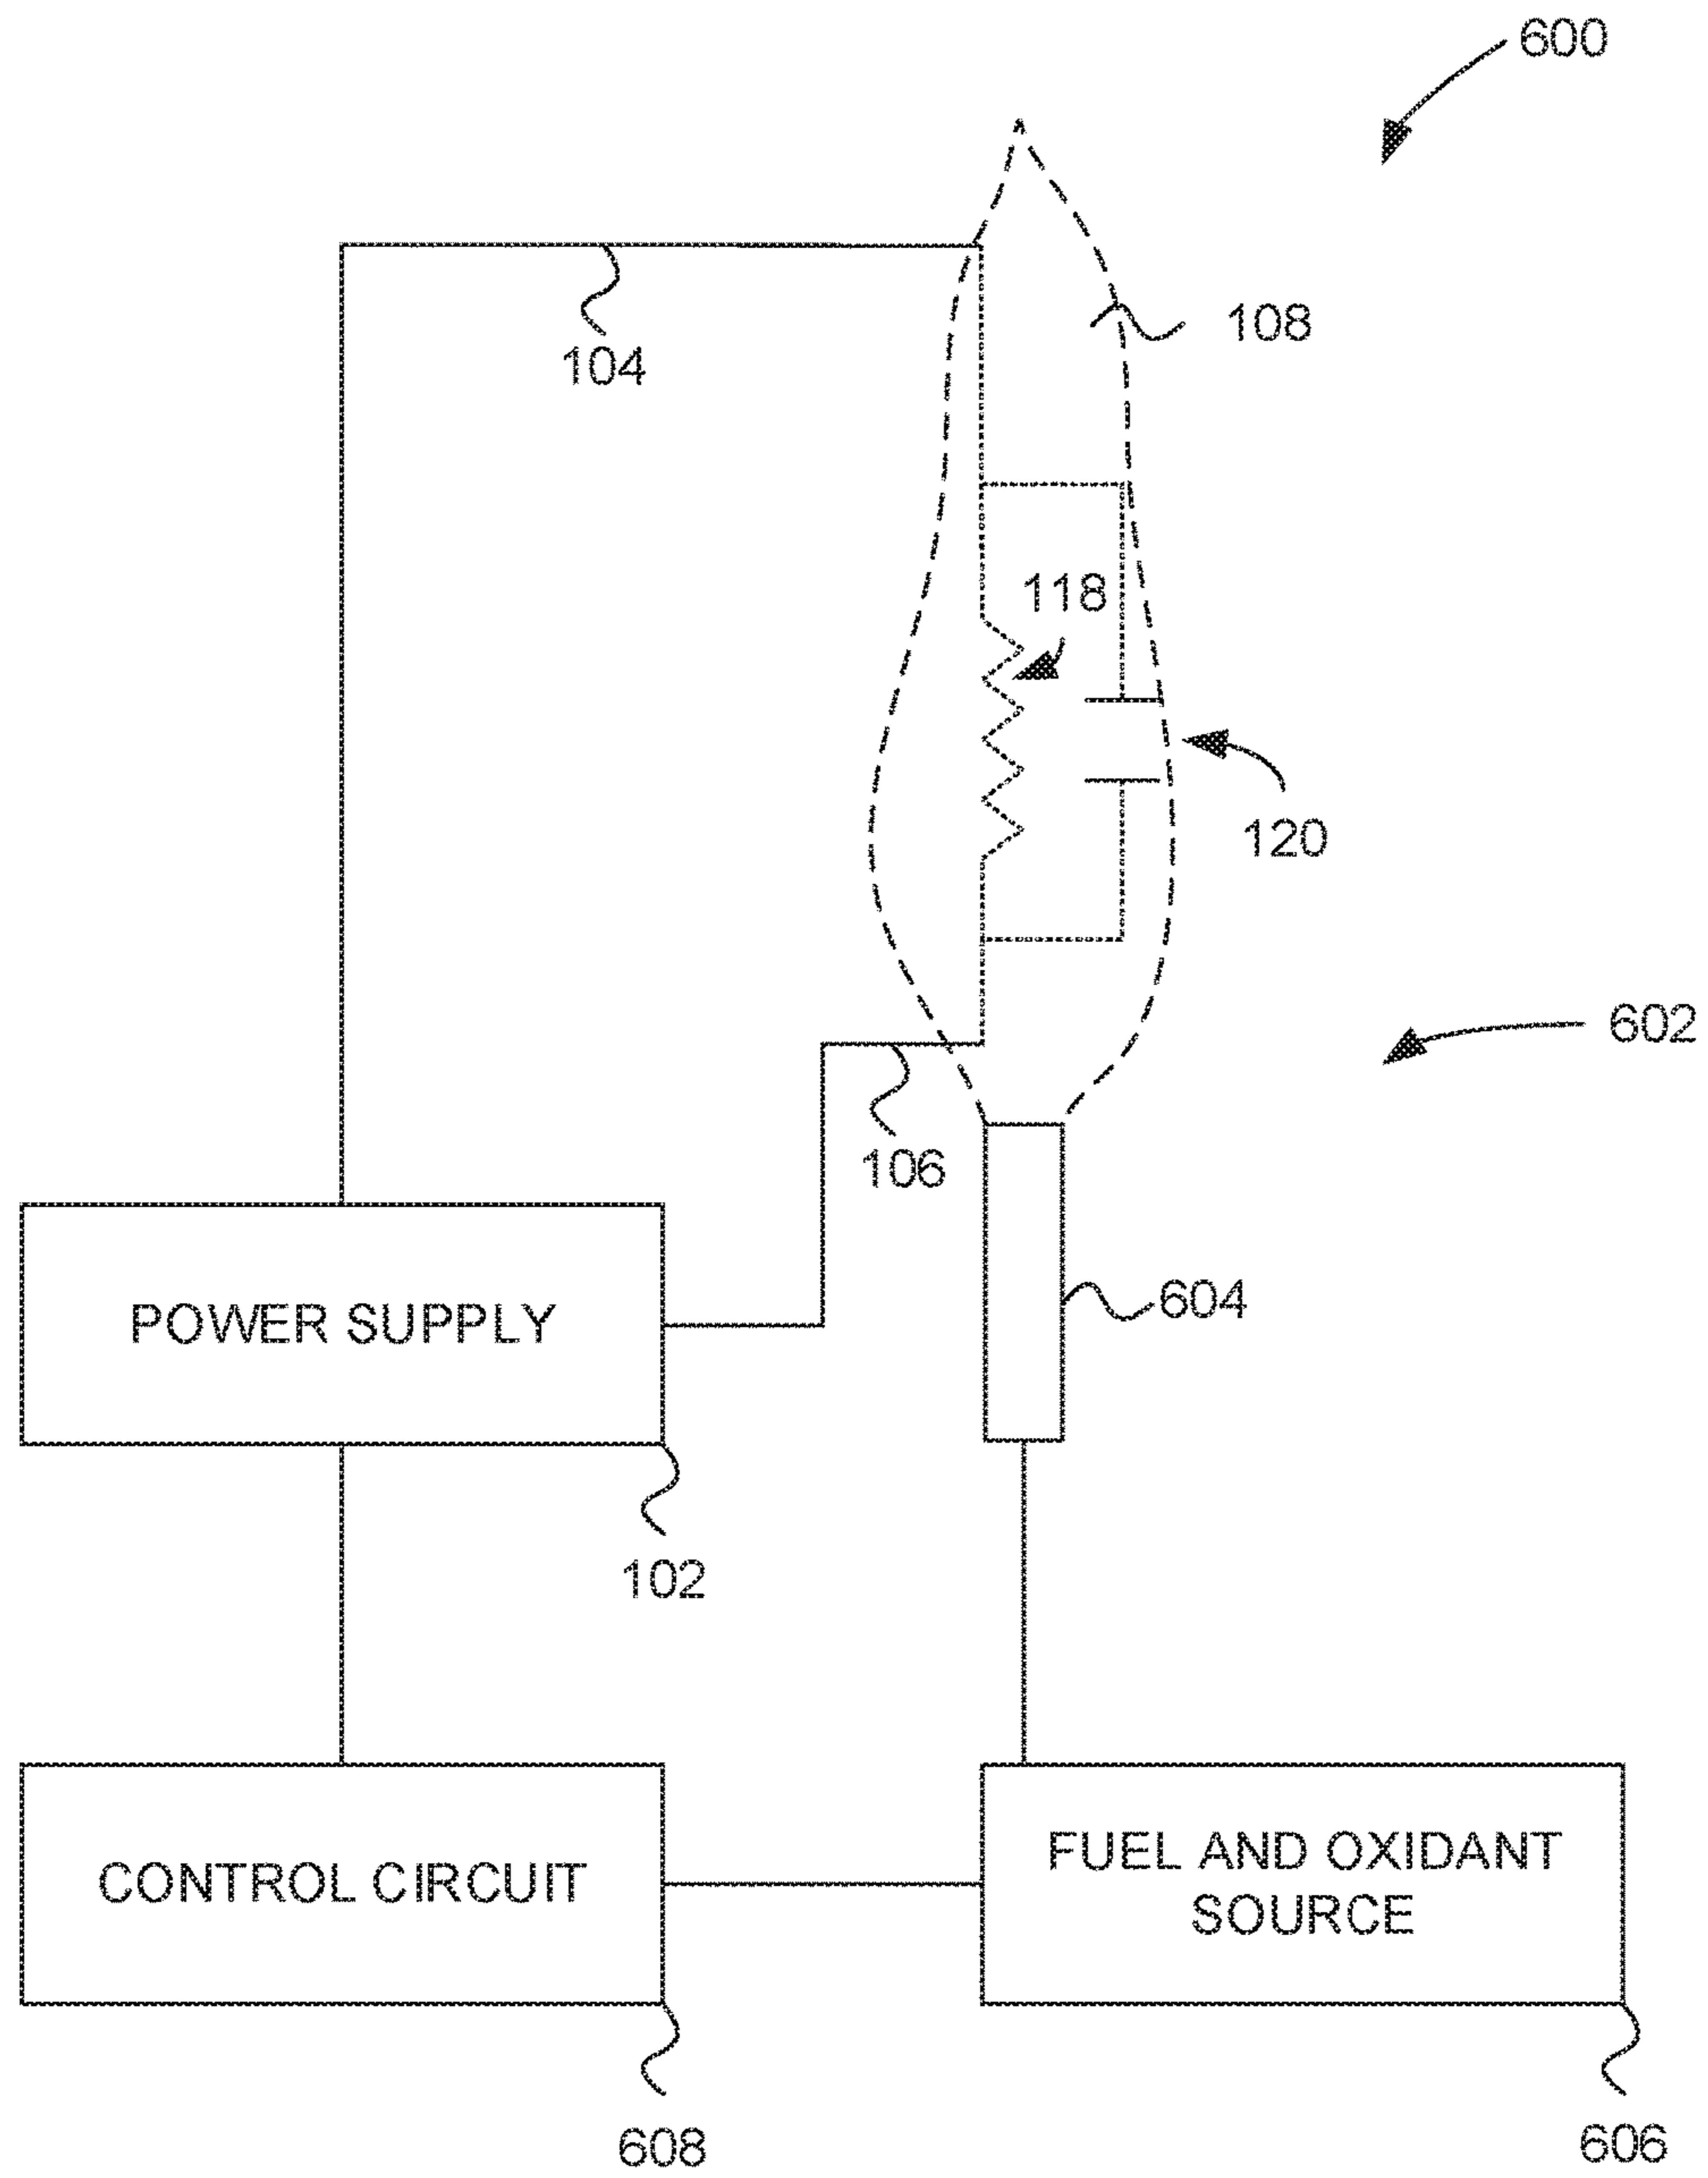 600
108
104
118
120
602
106
604
POWER SUPPLY
102
CONTROL CIRCUIT
FUEL AND OXIDANT
SOURCE
608
606